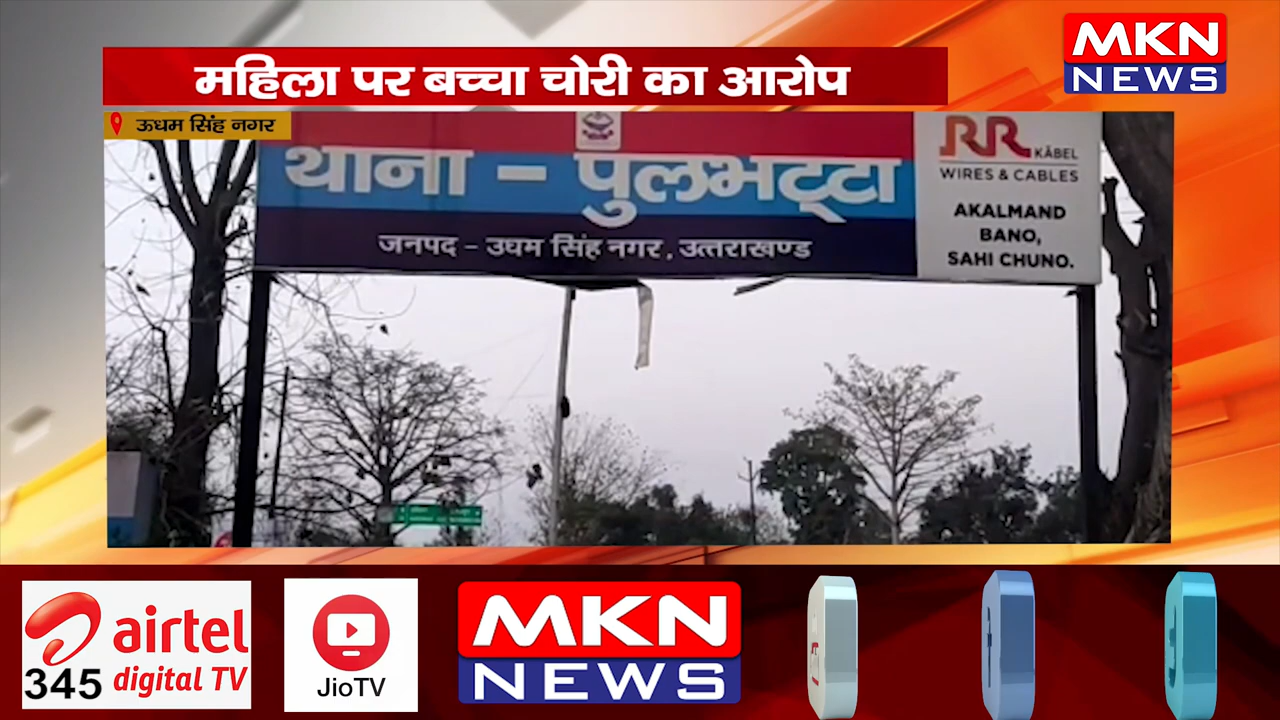 महिला पर बच्चा चोरी का आरोप
MKN
NEWS
ऊधम सिंह नगर
थाना - पुलभट्टा
जनपद - उधम सिंह नगर, उत्तराखण्ड
RR KABEL
WIRES & CABLES
AKALMAND
BANO,
SAHI CHUNO.
airtel
digital TV
345
JioTV
MKN
NEWS